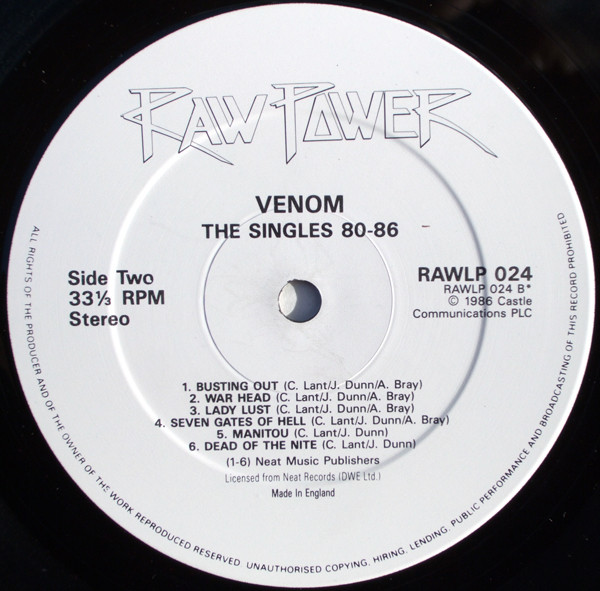 RAW POWER
VENOM
THE SINGLES 80-86
Side Two
33⅓ RPM
Stereo
RAWLP 024
RAWLP 024 B*
© 1986 Castle
Communications PLC
1. BUSTING OUT (C. Lant/J. Dunn/A. Bray)
2. WAR HEAD (C. Lant/J. Dunn/A. Bray)
3. LADY LUST (C. Lant/J. Dunn/A. Bray)
4. SEVEN GATES OF HELL (C. Lant/J. Dunn/A. Bray)
5. MANITOU (C. Lant/J. Dunn)
6. DEAD OF THE NITE (C. Lant/J. Dunn)
(1-6) Neat Music Publishers
Licensed from Neat Records (DWE Ltd.)
Made in England
ALL RIGHTS OF THE PRODUCER AND OF THE OWNER OF THS WORK REPRODUCED RESERVED UNAUTHORISED COPYING, HIRING, LENDING, PUBLIC PERFORMANCE AND BROADCASTING OF THIS RECORD PROHIBITED